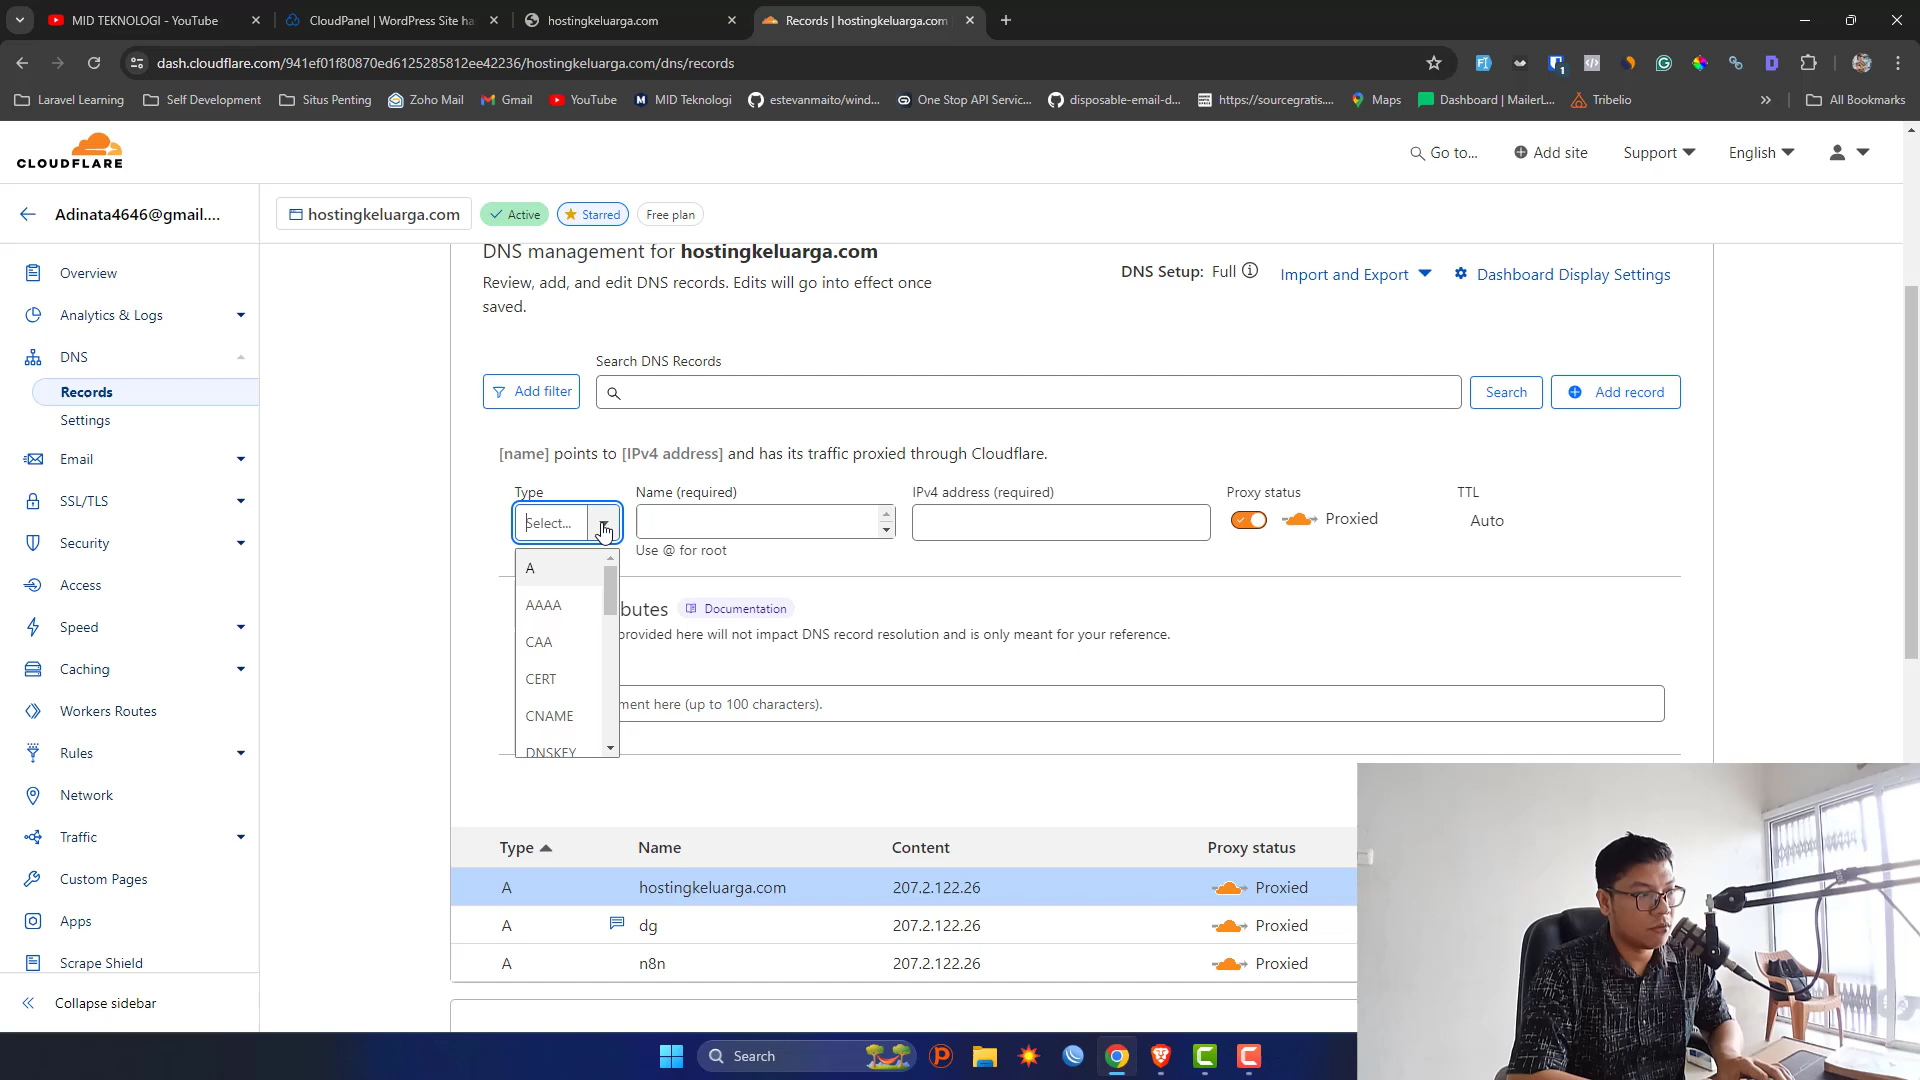 MID TEKNOLOGI - YouTube
CloudPanel | WordPress Site ha
hostingkeluarga.com
Records | hostingkeluarga.com
dash.cloudflare.com/941ef01f80870ed6125285812ee42236/hostingkeluarga.com/dns/records
Laravel Learning
Self Development
Situs Penting
Zoho Mail
Gmail
YouTube
MID Teknologi
estevanmaito/wind...
One Stop API Servic...
disposable-email-d...
https://sourcegratis....
Maps
Dashboard | MailerL...
Tribelio
All Bookmarks
CLOUDFLARE
Go to...
Add site
Support
English
Adinata4646@gmail....
hostingkeluarga.com
Active
Starred
Free plan
Overview
Analytics & Logs
DNS
Records
Settings
Email
SSL/TLS
Security
Access
Speed
Caching
Workers Routes
Rules
Network
Traffic
Custom Pages
Apps
Scrape Shield
Collapse sidebar
DNS management for hostingkeluarga.com
Review, add, and edit DNS records. Edits will go into effect once
saved.
DNS Setup: Full
Import and Export
Dashboard Display Settings
Search DNS Records
Add filter
Search
Add record
[name] points to [IPv4 address] and has its traffic proxied through Cloudflare.
Type
Name (required)
IPv4 address (required)
Proxy status
TTL
Select...
Proxied
Auto
Use @ for root
A
AAAA
CAA
CERT
CNAME
DNSKEY
butes
Documentation
provided here will not impact DNS record resolution and is only meant for your reference.
ment here (up to 100 characters).
Type
Name
Content
Proxy status
A
hostingkeluarga.com
207.2.122.26
Proxied
A
dg
207.2.122.26
Proxied
A
n8n
207.2.122.26
Proxied
Search